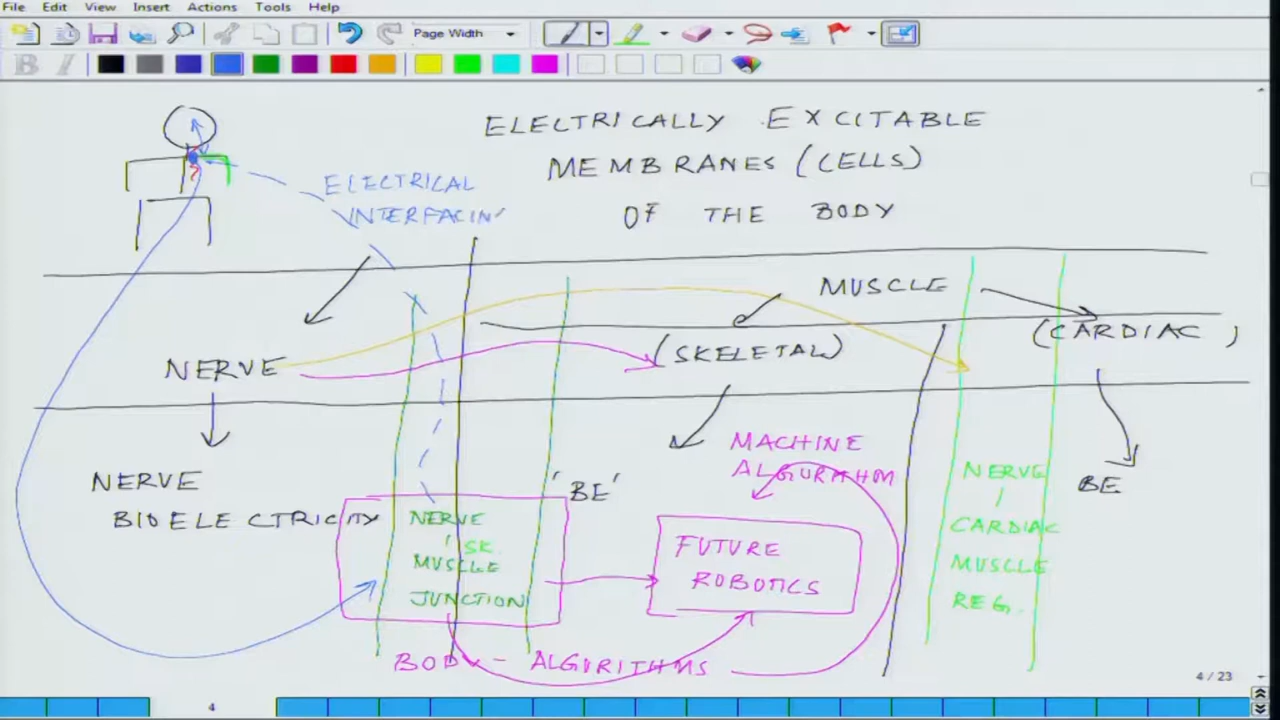 File Edit View Insert Actions Tools Help
Page Width
B I
ELECTRICALLY EXCITABLE
MEMBRANES (CELLS)
OF THE BODY
ELECTRICAL
INTERFACIN
MUSCLE
(SKELETAL)
(CARDIAC)
NERVE
NERVE
BIOELECTRICITY
'BE'
MACHINE
ALGORITHM
BE
NERVE
/
SK.
MUSCLE
JUNCTION
FUTURE
ROBOTICS
NERVE
/
CARDIAC
MUSCLE
REG.
BODY - ALGORITHMS
4 / 23
4